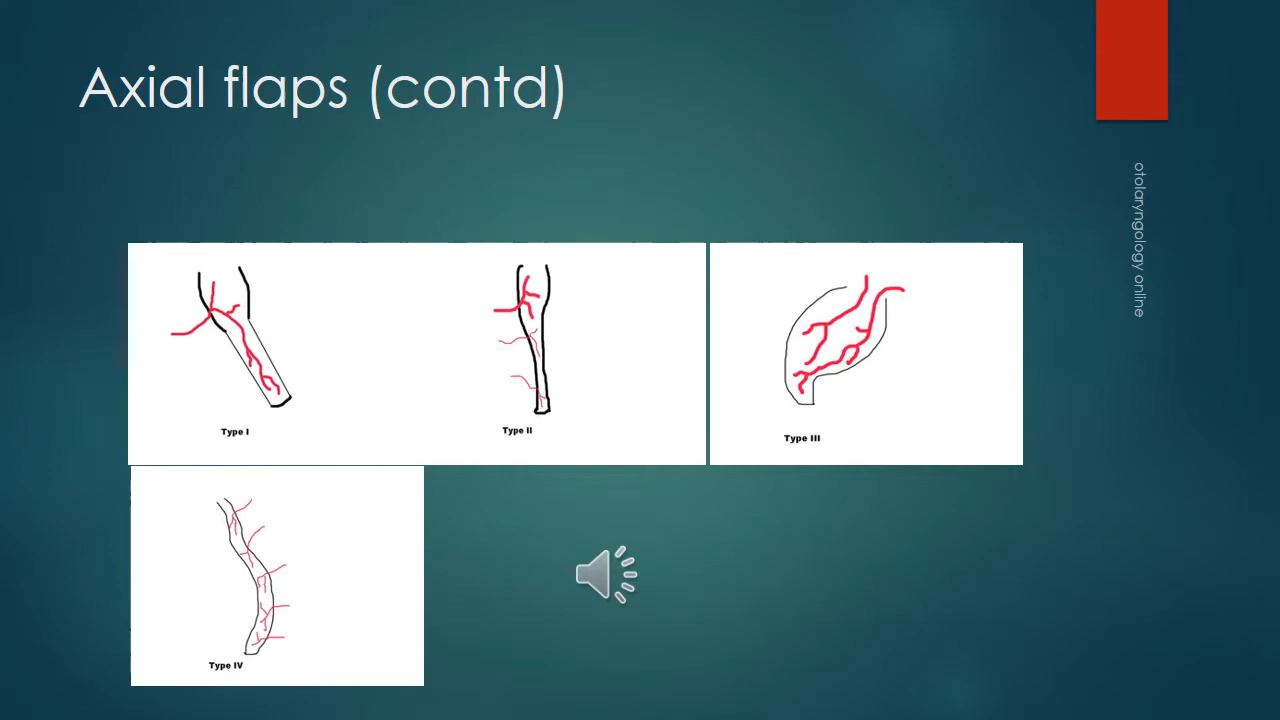 Axial flaps (contd)
otolaryngology online
Type I
Type II
Type III
Type IV